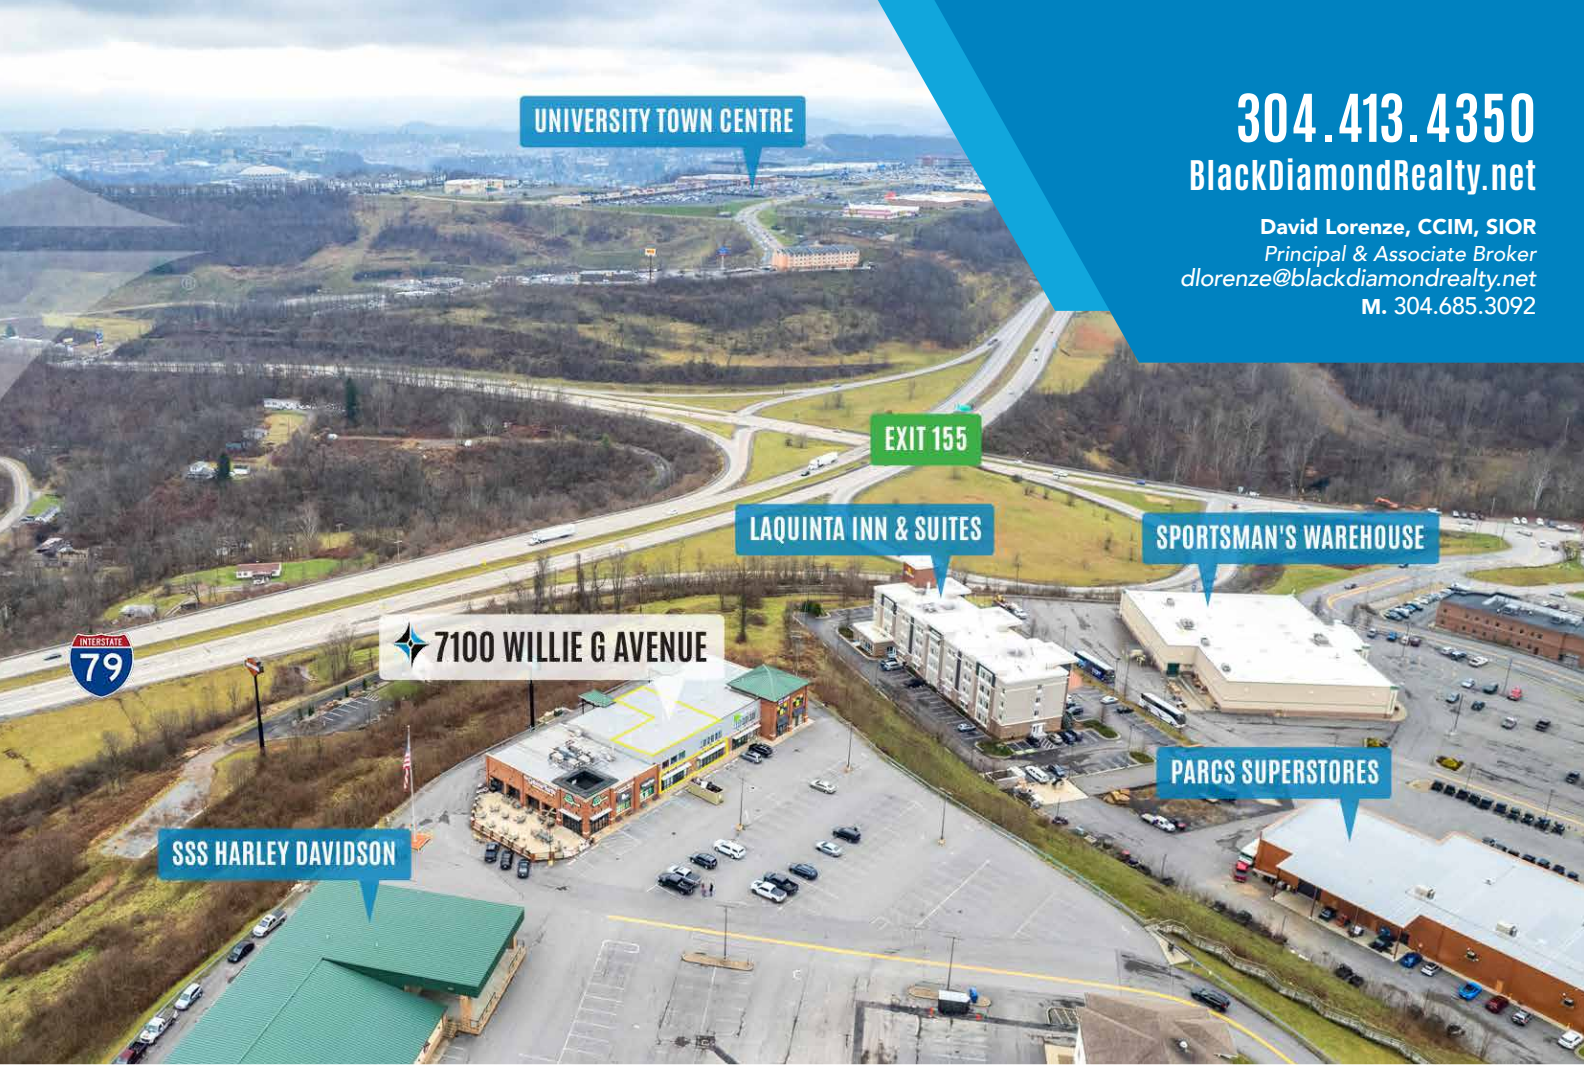 304.413.4350
BlackDiamondRealty.net
David Lorenze, CCIM, SIOR
Principal & Associate Broker
dlorenze@blackdiamondrealty.net
M. 304.685.3092
UNIVERSITY TOWN CENTRE
®
EXIT 155
LAQUINTA INN & SUITES
SPORTSMAN'S WAREHOUSE
7100 WILLIE G AVENUE
INTERSTATE
79
PARCS SUPERSTORES
SSS HARLEY DAVIDSON